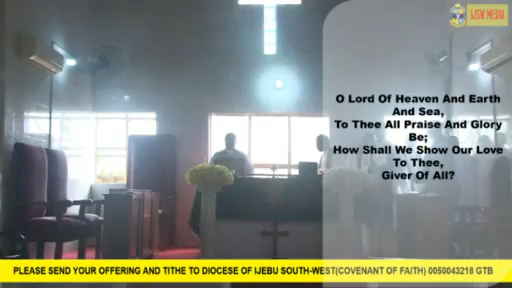 IJSW MEDIA
O Lord Of Heaven And Earth
And Sea,
To Thee All Praise And Glory
Be;
How Shall We Show Our Love
To Thee,
Giver Of All?
PLEASE SEND YOUR OFFERING AND TITHE TO DIOCESE OF IJEBU SOUTH-WEST(COVENANT OF FAITH) 0050043218 GTB